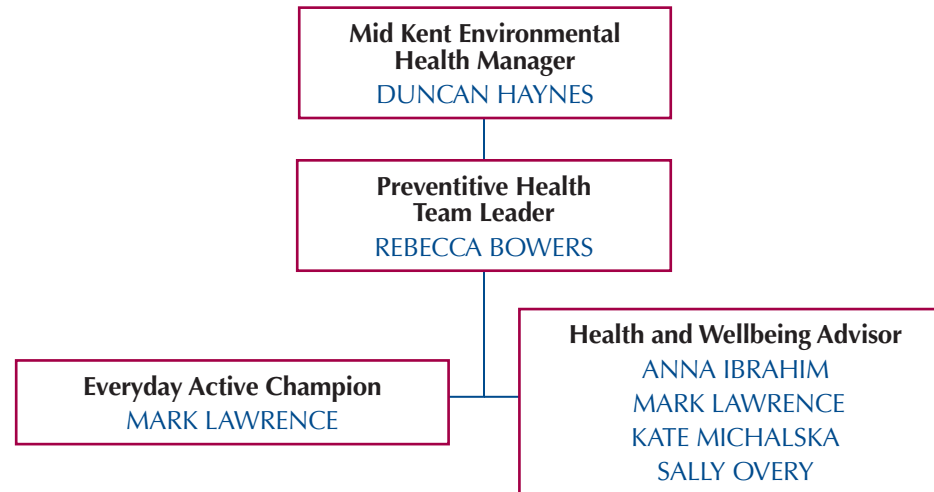 Mid Kent Environmental
Health Manager
DUNCAN HAYNES
Preventitive Health
Team Leader
REBECCA BOWERS
Everyday Active Champion
MARK LAWRENCE
Health and Wellbeing Advisor
ANNA IBRAHIM
MARK LAWRENCE
KATE MICHALSKA
SALLY OVERY